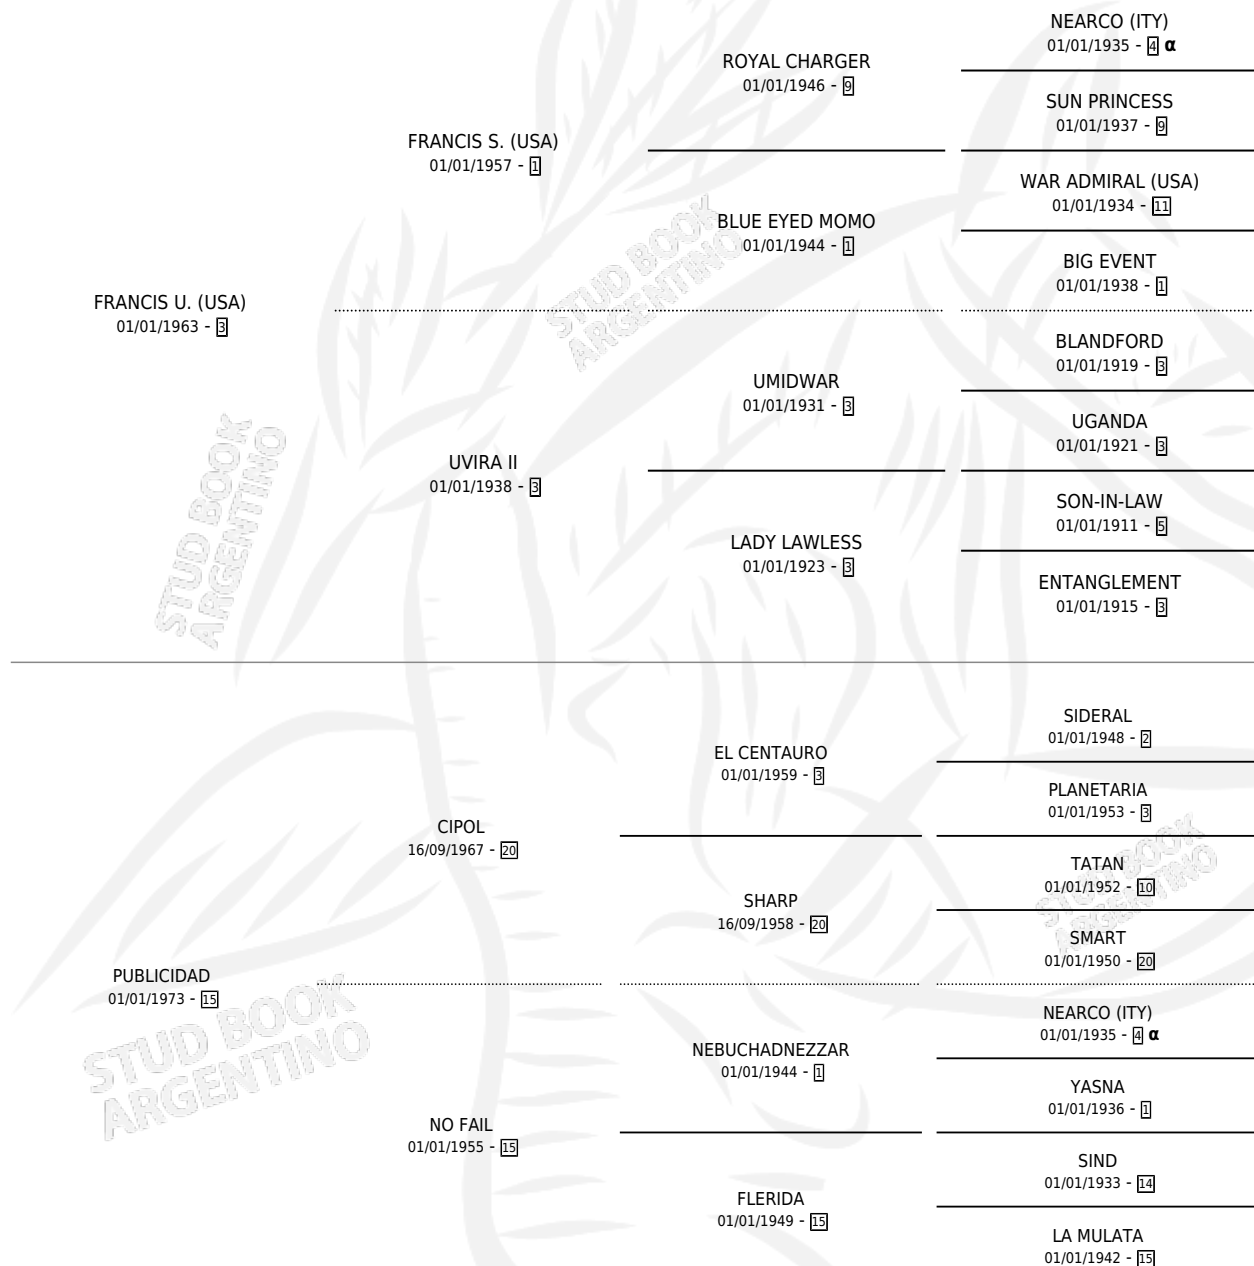 NEARCO (ITY)
01/01/1935 - 4 α
ROYAL CHARGER
01/01/1946 - 9
SUN PRINCESS
01/01/1937 - 9
FRANCIS S. (USA)
01/01/1957 - 1
WAR ADMIRAL (USA)
01/01/1934 - 11
BLUE EYED MOMO
01/01/1944 - 1
BIG EVENT
01/01/1938 - 1
FRANCIS U. (USA)
01/01/1963 - 3
BLANDFORD
01/01/1919 - 3
UMIDWAR
01/01/1931 - 3
UGANDA
01/01/1921 - 3
UVIRA II
01/01/1938 - 3
SON-IN-LAW
01/01/1911 - 5
LADY LAWLESS
01/01/1923 - 3
ENTANGLEMENT
01/01/1915 - 3
STUD BOOK
ARGENTINO
STUD BOOK
ARGENTINO
SIDERAL
01/01/1948 - 2
EL CENTAURO
01/01/1959 - 3
PLANETARIA
01/01/1953 - 3
CIPOL
16/09/1967 - 20
TATAN
01/01/1952 - 10
SHARP
16/09/1958 - 20
SMART
01/01/1950 - 20
STUD BOOK
ARGENTINO
PUBLICIDAD
01/01/1973 - 15
NEARCO (ITY)
01/01/1935 - 4 α
NEBUCHADNEZZAR
01/01/1944 - 1
YASNA
01/01/1936 - 1
NO FAIL
01/01/1955 - 15
SIND
01/01/1933 - 14
FLERIDA
01/01/1949 - 15
LA MULATA
01/01/1942 - 15
STUD BOOK
ARGENTINO